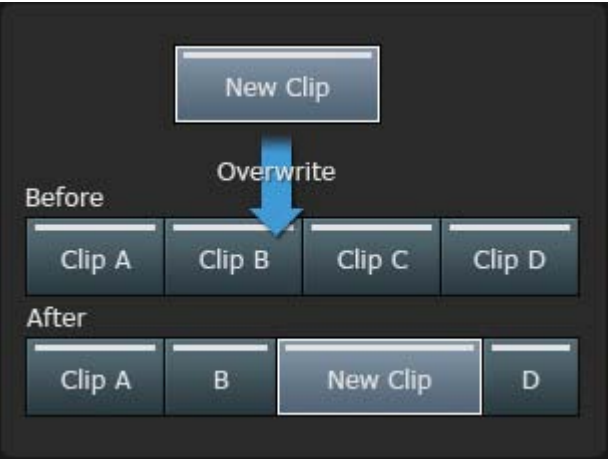 New Clip
Overwrite
Before
Clip A Clip B Clip C Clip D
After
Clip A B New Clip D